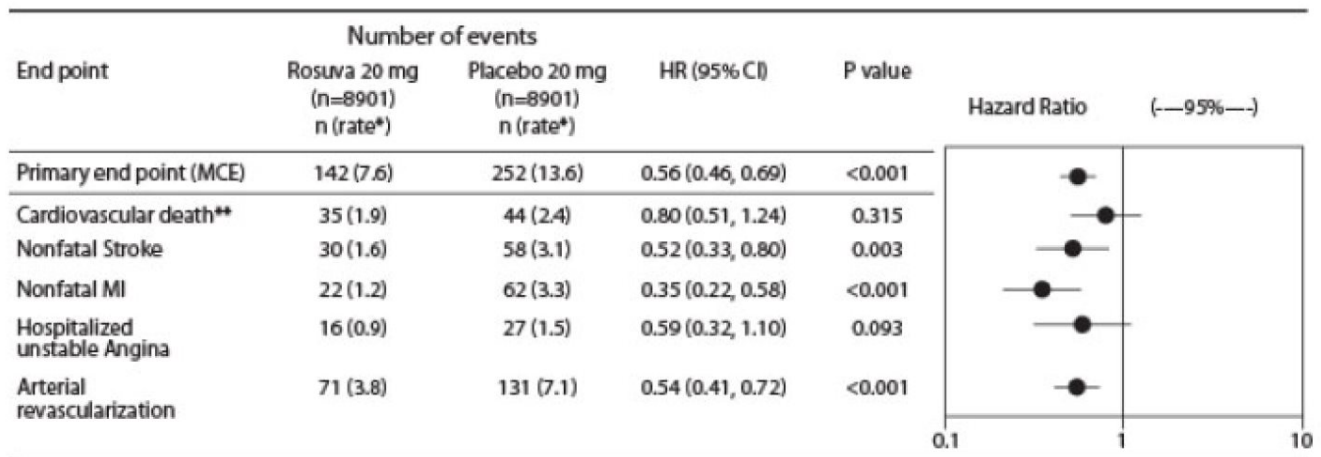 Number of events
End point Rosuva 20 mg Placebo 20 mg HR (95% CI) P value
(n=8901) (n=8901)
n (rate*) n (rate*)
Hazard Ratio (----95%----)
Primary end point (MCE) 142 (7.6) 252 (13.6) 0.56 (0.46, 0.69) <0.001
Cardiovascular death** 35 (1.9) 44 (2.4) 0.80 (0.51, 1.24) 0.315
Nonfatal Stroke 30 (1.6) 58 (3.1) 0.52 (0.33, 0.80) 0.003
Nonfatal MI 22 (1.2) 62 (3.3) 0.35 (0.22, 0.58) <0.001
Hospitalized 16 (0.9) 27 (1.5) 0.59 (0.32, 1.10) 0.093
unstable Angina
Arterial 71 (3.8) 131 (7.1) 0.54 (0.41, 0.72) <0.001
revascularization
0.1 1 10